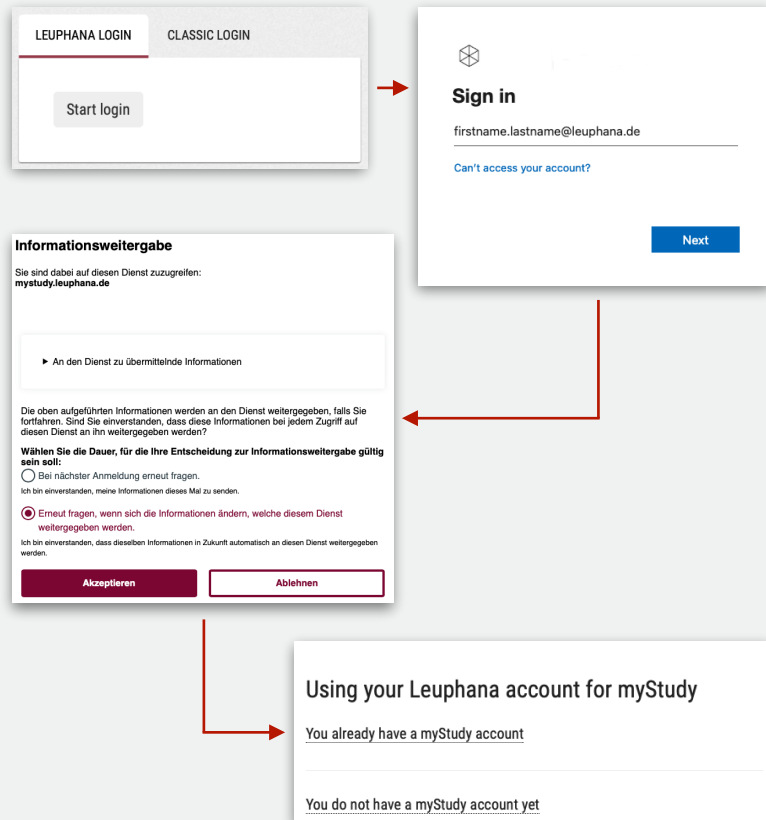 LEUPHANA LOGIN
CLASSIC LOGIN
Start login
Sign in
firstname.lastname@leuphana.de
Can't access your account?
Next
Informationsweitergabe
Sie sind dabei auf diesen Dienst zuzugreifen:
mystudy.leuphana.de
▶ An den Dienst zu übermittelnde Informationen
Die oben aufgeführten Informationen werden an den Dienst weitergegeben, falls Sie
fortfahren. Sind Sie einverstanden, dass diese Informationen bei jedem Zugriff auf
diesen Dienst an ihn weitergegeben werden?
Wählen Sie die Dauer, für die Ihre Entscheidung zur Informationsweitergabe gültig
sein soll:
Bei nächster Anmeldung erneut fragen.
Ich bin einverstanden, meine Informationen dieses Mal zu senden.
Erneut fragen, wenn sich die Informationen ändern, welche diesem Dienst
weitergegeben werden.
Ich bin einverstanden, dass dieselben Informationen in Zukunft automatisch an diesen Dienst weitergegeben
werden.
Akzeptieren
Ablehnen
Using your Leuphana account for myStudy
You already have a myStudy account
You do not have a myStudy account yet